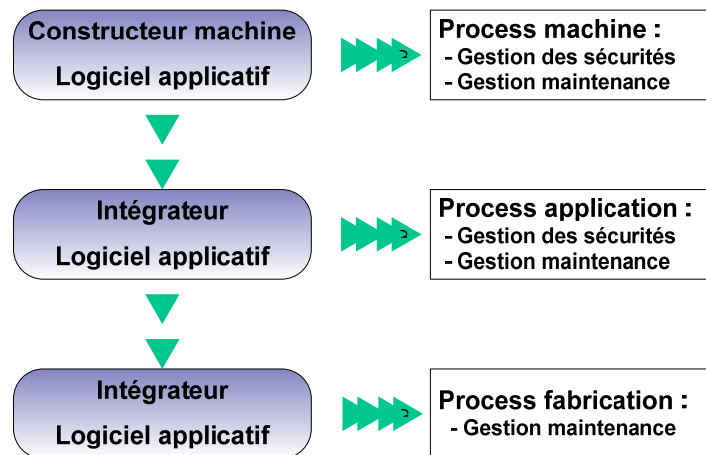 Constructeur machine
Logiciel applicatif
Process machine :
- Gestion des sécurités
- Gestion maintenance
Intégrateur
Logiciel applicatif
Process application :
- Gestion des sécurités
- Gestion maintenance
Intégrateur
Logiciel applicatif
Process fabrication :
- Gestion maintenance